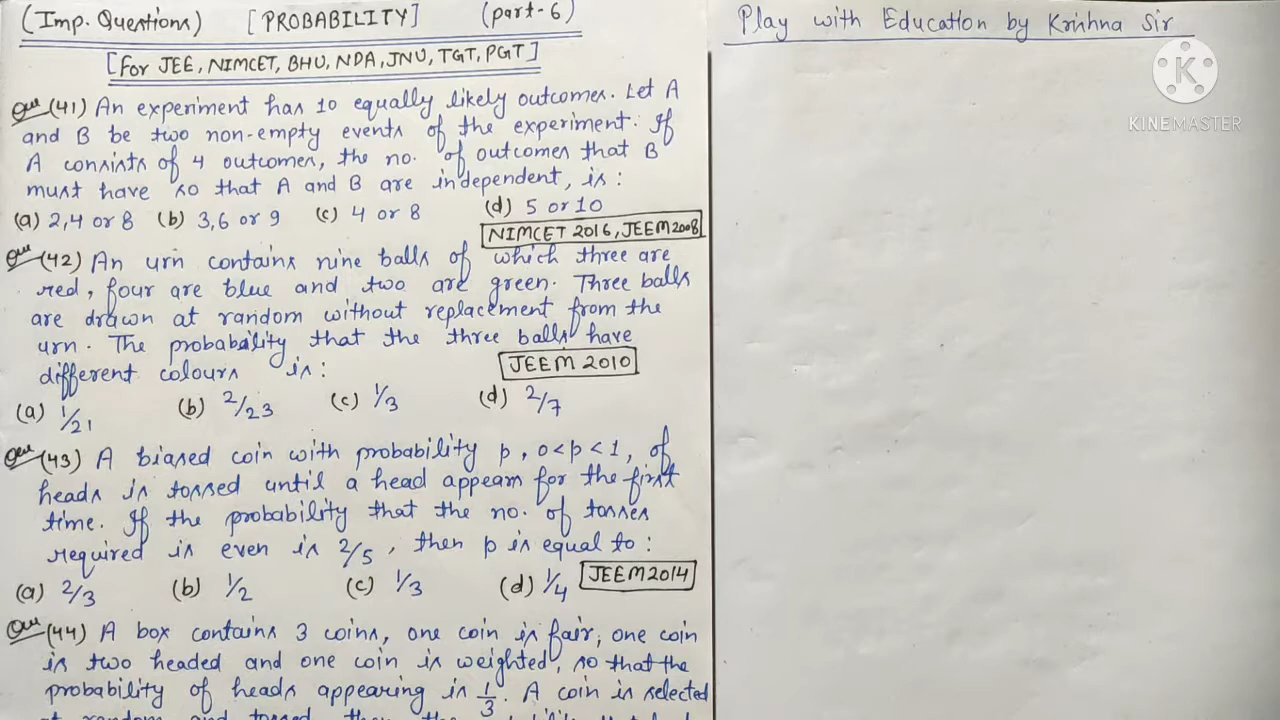 (Imp. Questions) [PROBABILITY] (part-6)
[For JEE, NIMCET, BHU, NDA, JNU, TGT, PGT]
Que (41) An experiment has 10 equally likely outcomes. Let A
and B be two non-empty events of the experiment. If
A consists of 4 outcomes, the no. of outcomes that B
must have so that A and B are independent, is:
(a) 2,4 or 8 (b) 3,6 or 9 (c) 4 or 8 (d) 5 or 10
NIMCET 2016, JEEM 2008
Que (42) An urn contains nine balls of which three are
red, four are blue and two are green. Three balls
are drawn at random without replacement from the
urn. The probability that the three balls have
different colours is:
JEEM 2010
(a) 1/21 (b) 2/23 (c) 1/3 (d) 2/7
Que (43) A biased coin with probability p, 0<p<1, of
heads is tossed until a head appears for the first
time. If the probability that the no. of tosses
required is even is 2/5, then p is equal to:
(a) 2/3 (b) 1/2 (c) 1/3 (d) 1/4 JEEM 2014
Que (44) A box contains 3 coins, one coin is fair, one coin
is two headed and one coin is weighted, so that the
probability of heads appearing is 1/3. A coin is selected
at random and tossed, then the
Play with Education by Krishna Sir
K
KINEMASTER